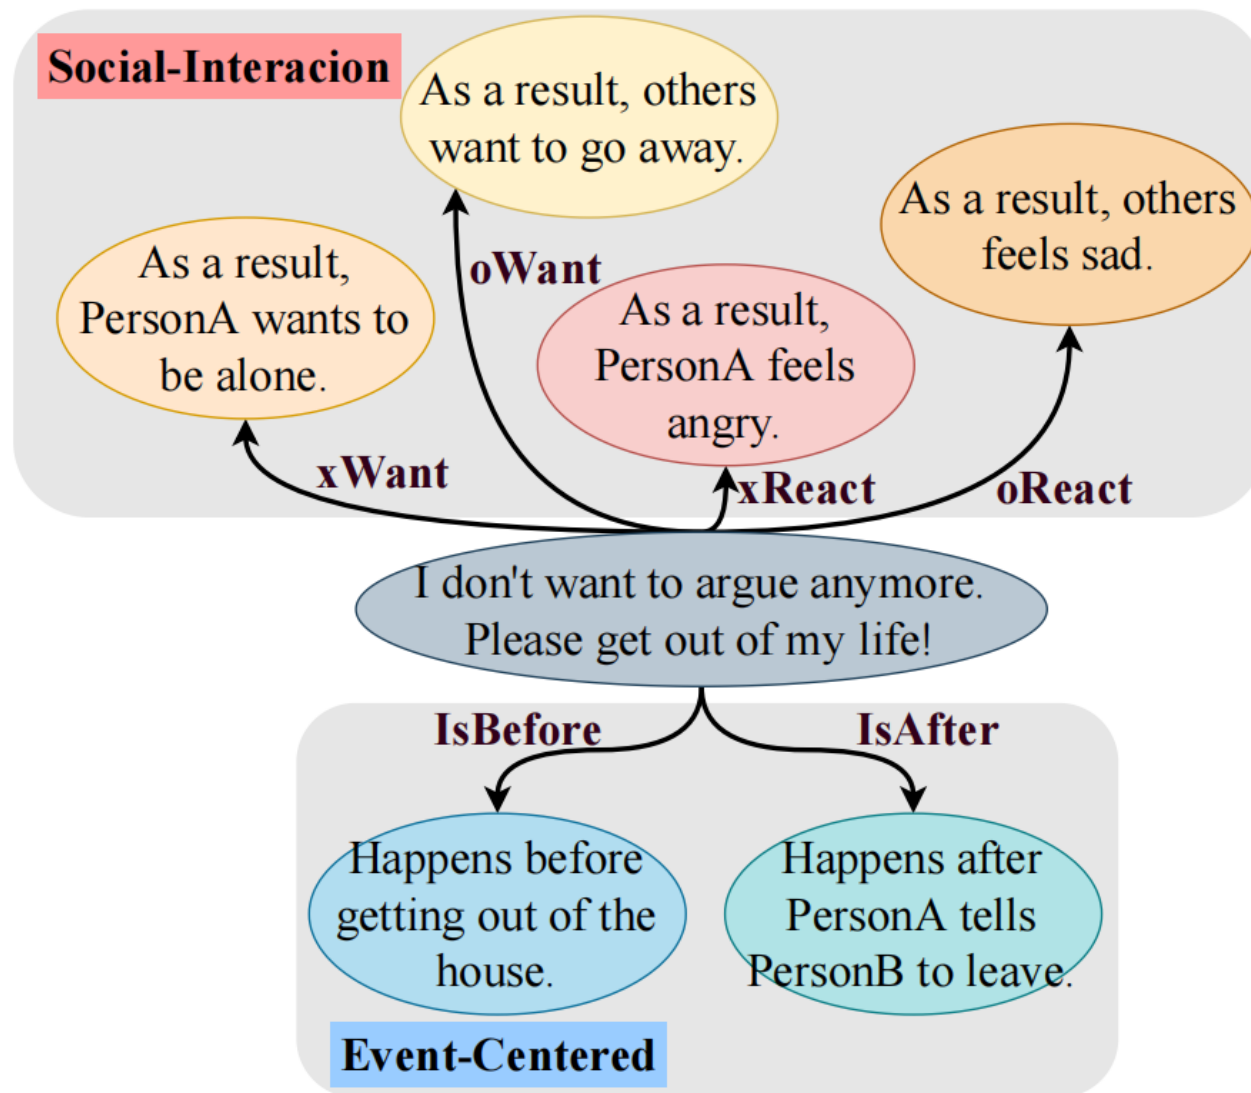 Social-Interacion
As a result, others
want to go away.
As a result, others
feels sad.
As a result,
PersonA wants to
be alone.
oWant
As a result,
PersonA feels
angry.
xWant
xReact
oReact
I don't want to argue anymore.
Please get out of my life!
IsBefore
IsAfter
Happens before
getting out of the
house.
Happens after
PersonA tells
PersonB to leave.
Event-Centered